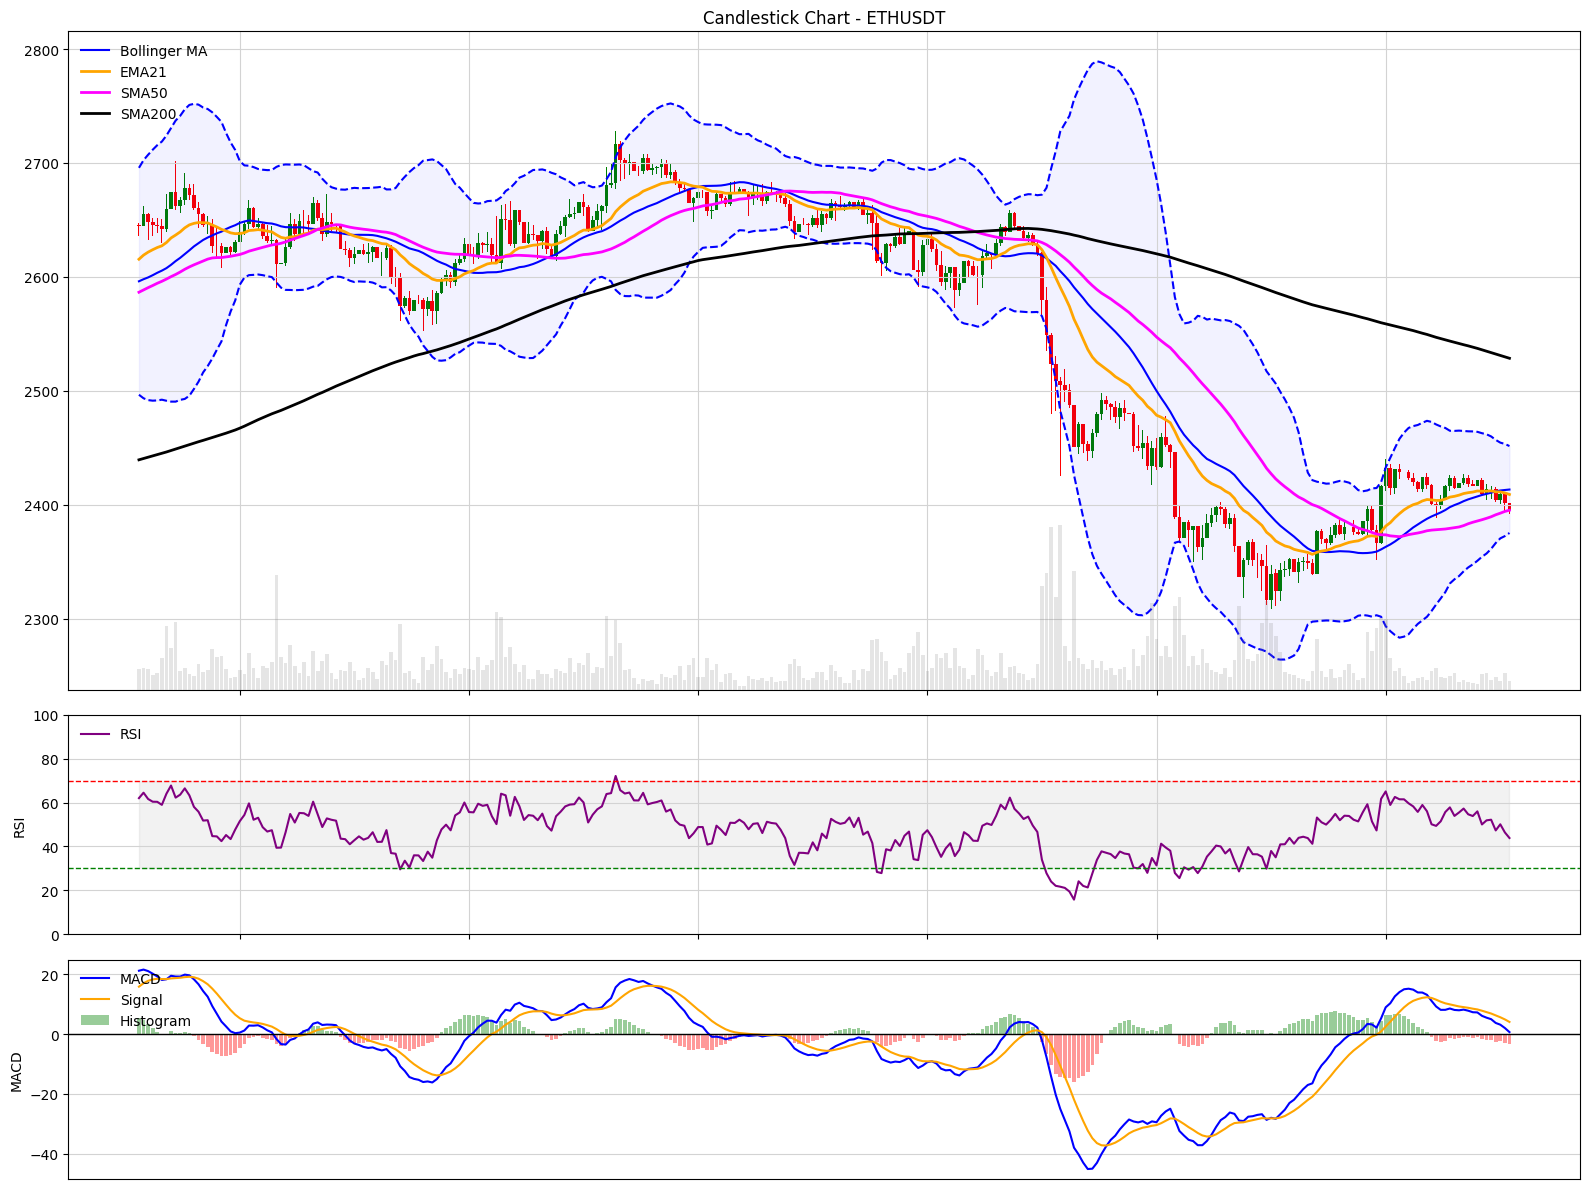 Candlestick Chart - ETHUSDT
Bollinger MA
EMA21
SMA50
SMA200
2800
2700
2600
2500
2400
2300
RSI
RSI
100
80
60
40
20
0
MACD
Signal
Histogram
MACD
20
0
−20
−40